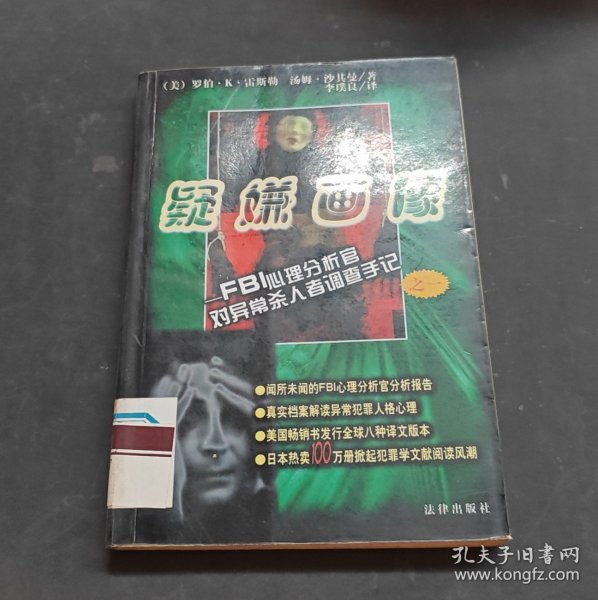 （美）罗伯·K·雷斯勒 汤姆·沙其曼/著
李璞良/译
疑嫌画像
—FBI心理分析官
对异常杀人者调查手记
之一
●闻所未闻的FBI心理分析官分析报告
●真实档案解读异常犯罪人格心理
●美国畅销书发行全球八种译文版本
●日本热卖100万册掀起犯罪学文献阅读风潮
法律出版社
孔夫子旧书网
www.kongfz.com